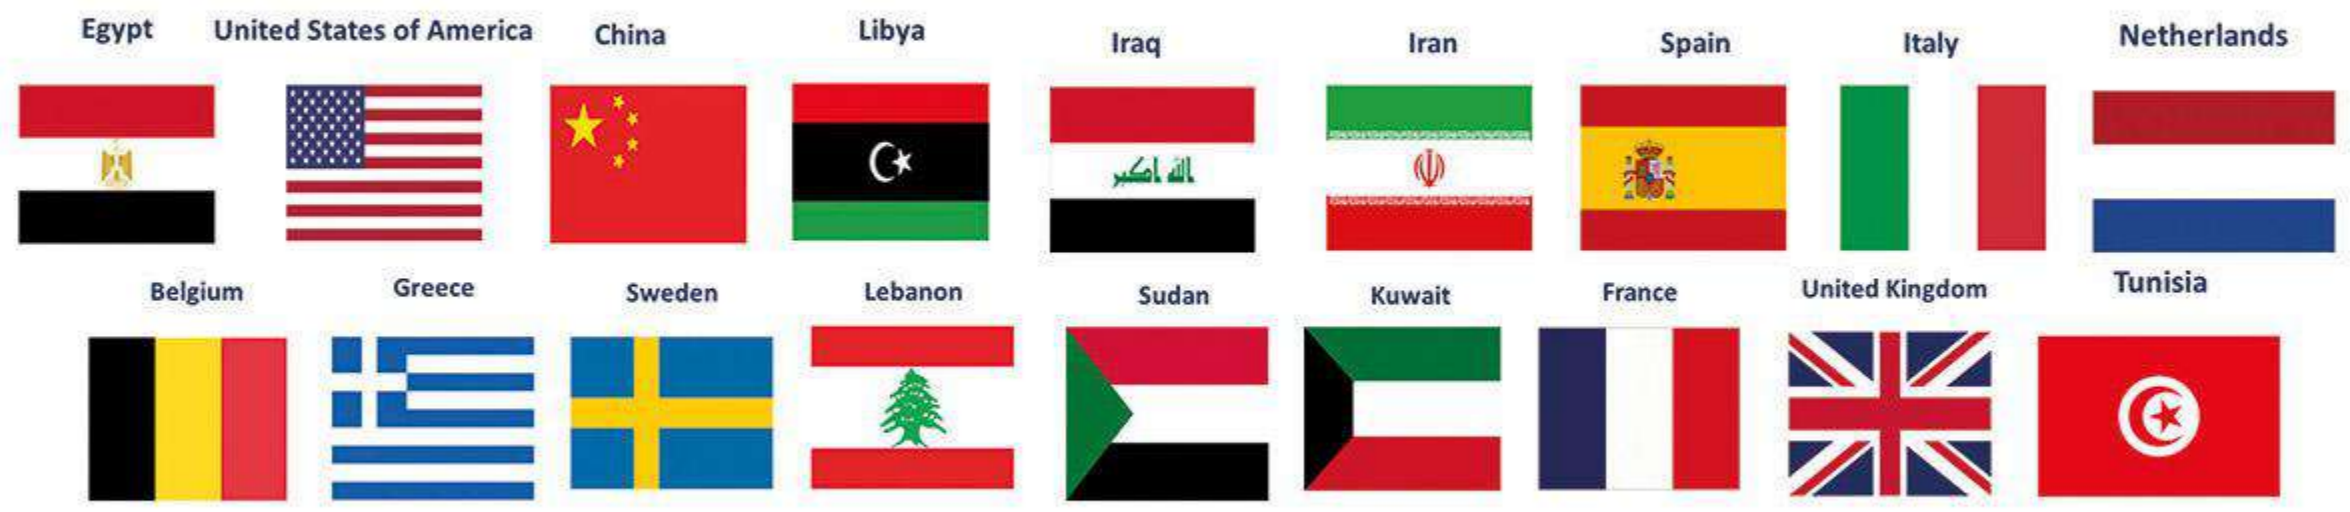 Egypt
United States of America
China
Libya
Iraq
Iran
Spain
Italy
Netherlands
الله اكبر
Belgium
Greece
Sweden
Lebanon
Sudan
Kuwait
France
United Kingdom
Tunisia